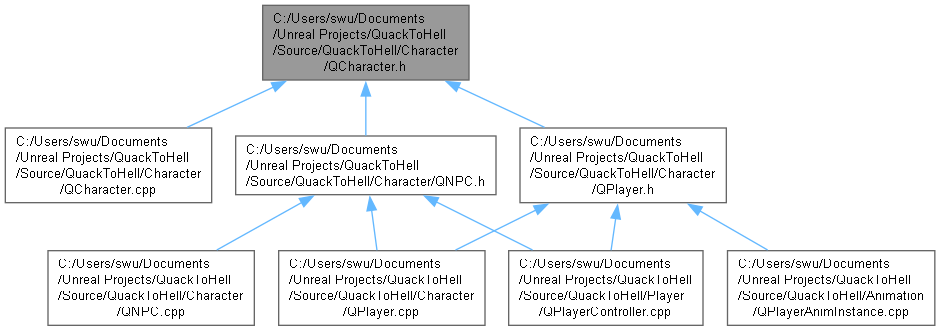 C:/Users/swu/Documents
/Unreal Projects/QuackToHell
/Source/QuackToHell/Character
/QCharacter.h
C:/Users/swu/Documents
/Unreal Projects/QuackToHell
/Source/QuackToHell/Character
/QCharacter.cpp
C:/Users/swu/Documents
/Unreal Projects/QuackToHell
/Source/QuackToHell/Character/QNPC.h
C:/Users/swu/Documents
/Unreal Projects/QuackToHell
/Source/QuackToHell/Character
/QPlayer.h
C:/Users/swu/Documents
/Unreal Projects/QuackToHell
/Source/QuackToHell/Character
/QNPC.cpp
C:/Users/swu/Documents
/Unreal Projects/QuackToHell
/Source/QuackToHell/Character
/QPlayer.cpp
C:/Users/swu/Documents
/Unreal Projects/QuackToHell
/Source/QuackToHell/Player
/QPlayerController.cpp
C:/Users/swu/Documents
/Unreal Projects/QuackToHell
/Source/QuackToHell/Animation
/QPlayerAnimInstance.cpp